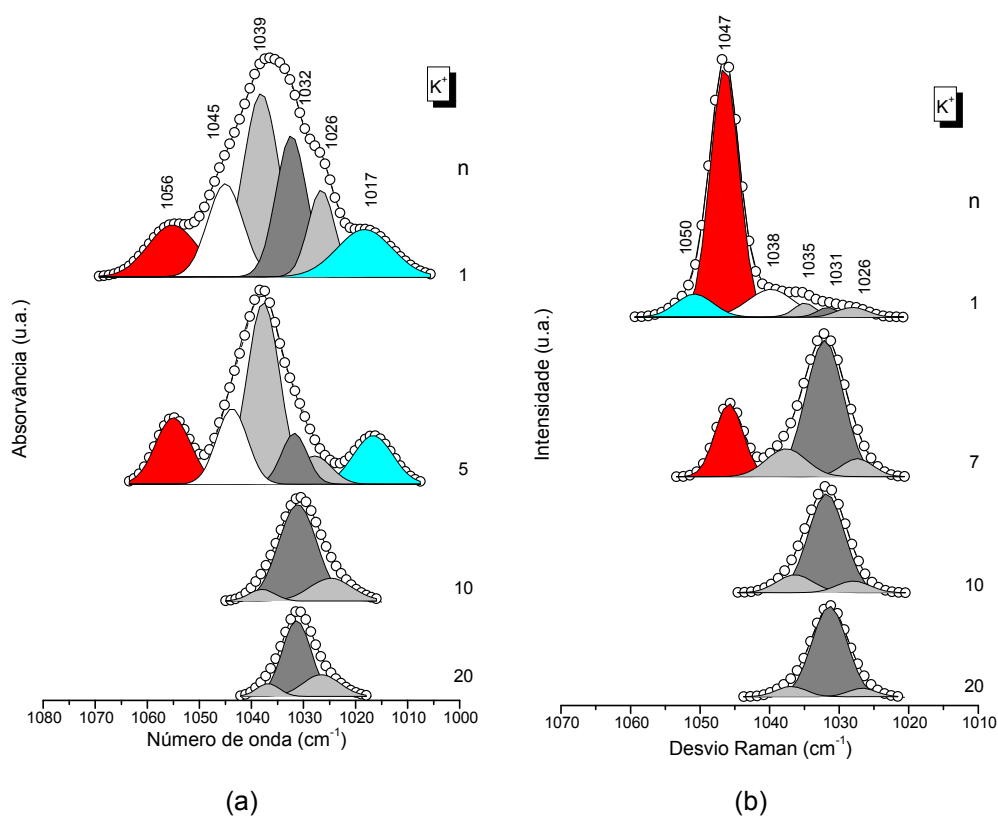 1039
1032
1045
1026
1056
1017
K+
n
1
5
10
20
Absorvância (u.a.)
1080 1070 1060 1050 1040 1030 1020 1010 1000
Número de onda (cm-1)
(a)
1047
1050
1038
1035
1031
1026
K+
n
1
7
10
20
Intensidade (u.a.)
1070 1060 1050 1040 1030 1020 1010
Desvio Raman (cm-1)
(b)